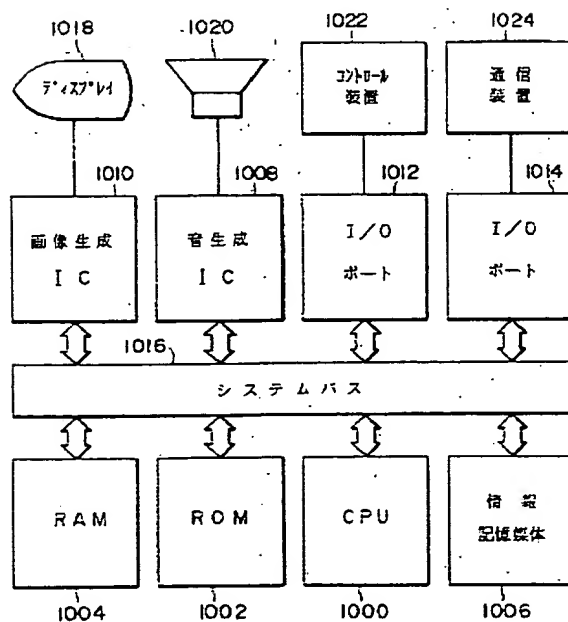 1018
1020
1022
1024
ディスプレイ
コントロール
装置
通信
装置
1010
1008
1012
1014
画像生成
IC
音生成
IC
I/O
ポート
I/O
ポート
1016
システムバス
RAM
ROM
CPU
情報
記憶媒体
1004
1002
1000
1006